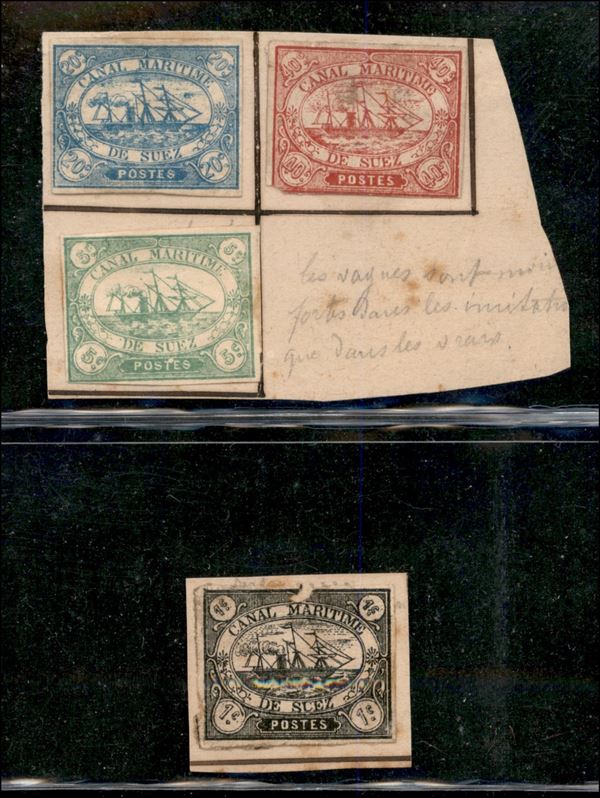 20c 20c
CANAL MARITIME
DE SUEZ
20c 20c
POSTES
40c 40c
CANAL MARITIME
DE SUEZ
40c 40c
POSTES
5c 5c
CANAL MARITIME
DE SUEZ
5c 5c
POSTES
les vagues sont moi
fortes dans les imitatio
que dans les vrais.
1c 1c
CANAL MARITIME
DE SUEZ
1c 1c
POSTES